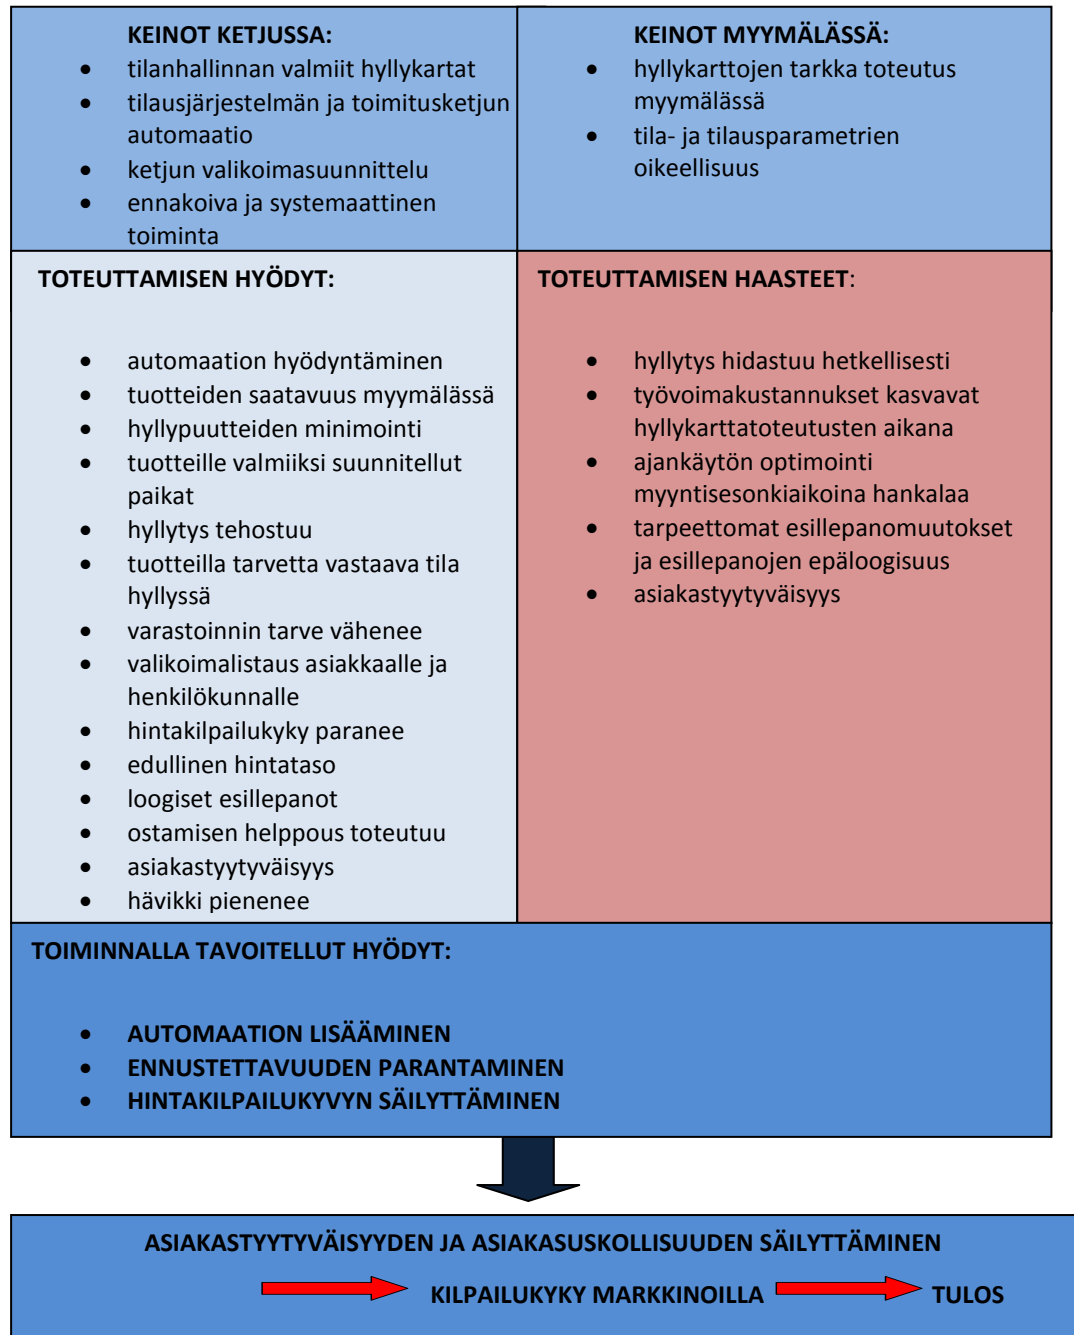 KEINOT KETJUSSA:
• tilanhallinnan valmiit hyllykartat
• tilausjärjestelmän ja toimitusketjun
automaatio
• ketjun valikoimasuunnittelu
• ennakoiva ja systemaattinen
toiminta
KEINOT MYYMÄLÄSSÄ:
• hyllykarttojen tarkka toteutus
myymälässä
• tila- ja tilausparametrien
oikeellisuus
TOTEUTTAMISEN HYÖDYT:
• automaation hyödyntäminen
• tuotteiden saatavuus myymälässä
• hyllypuutteiden minimointi
• tuotteille valmiiksi suunnitellut
paikat
• hyllytys tehostuu
• tuotteilla tarvetta vastaava tila
hyllyssä
• varastoinnin tarve vähenee
• valikoimalistaus asiakkaalle ja
henkilökunnalle
• hintakilpailukyky paranee
• edullinen hintataso
• loogiset esillepanot
• ostamisen helppous toteutuu
• asiakastyytyväisyys
• hävikki pienenee
TOTEUTTAMISEN HAASTEET:
• hyllytys hidastuu hetkellisesti
• työvoimakustannukset kasvavat
hyllykarttatoteutusten aikana
• ajankäytön optimointi
myyntisesonkiaikoina hankalaa
• tarpeettomat esillepanomuutokset
ja esillepanojen epäloogisuus
• asiakastyytyväisyys
TOIMINNALLA TAVOITELLUT HYÖDYT:
• AUTOMAATION LISÄÄMINEN
• ENNUSTETTAVUUDEN PARANTAMINEN
• HINTAKILPAILUKYVYN SÄILYTTÄMINEN
ASIAKASTYYTYVÄISYYDEN JA ASIAKASUSKOLLISUUDEN SÄILYTTÄMINEN
KILPAILUKYKY MARKKINOILLA TULOS